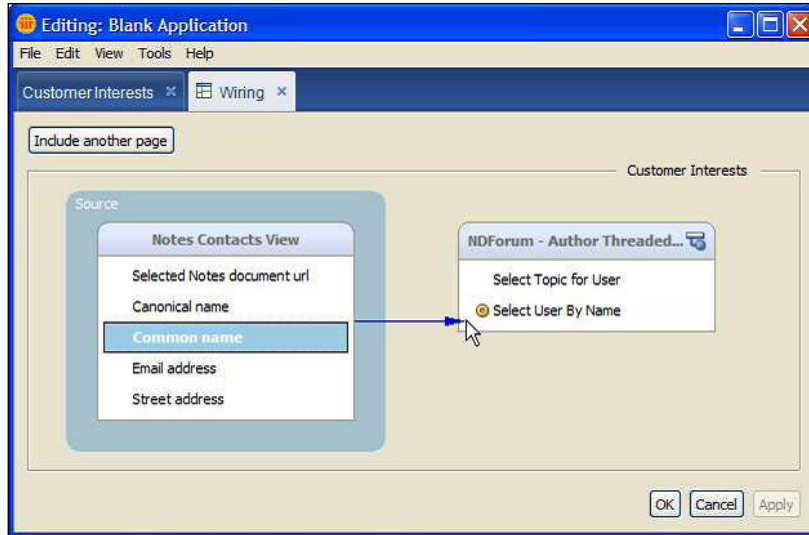 Editing: Blank Application
File Edit View Tools Help
Customer Interests
Wiring
Include another page
Customer Interests
Source
Notes Contacts View
Selected Notes document url
Canonical name
Common name
Email address
Street address
NDForum - Author Threaded...
Select Topic for User
Select User By Name
OK Cancel Apply